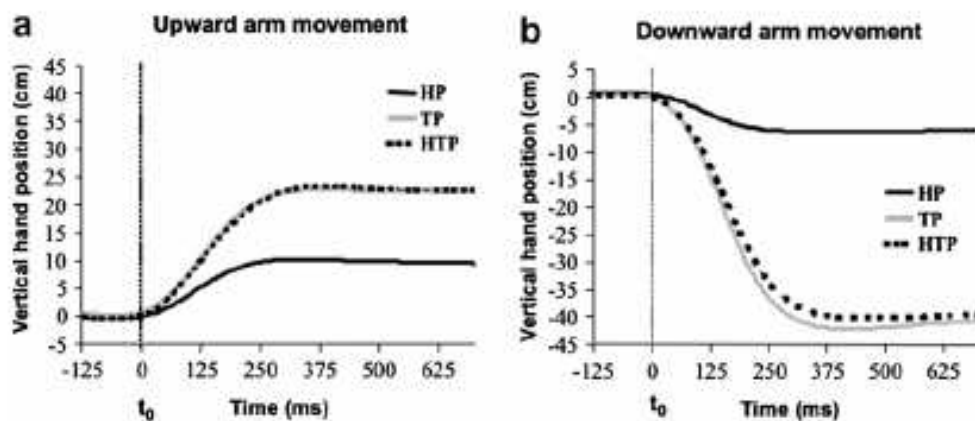 a
Upward arm movement
Vertical hand position (cm)
45
40
35
30
25
20
15
10
5
0
-5
HP
TP
HTP
-125 0 125 250 375 500 625
t0 Time (ms)
b
Downward arm movement
Vertical hand position (cm)
5
0
-5
-10
-15
-20
-25
-30
-35
-40
-45
HP
TP
HTP
-125 0 125 250 375 500 625
t0 Time (ms)